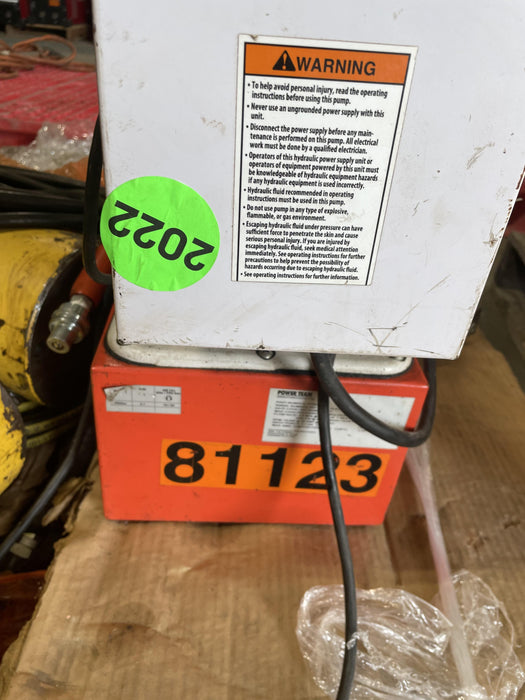 WARNING
• To help avoid personal injury, read the operating
instructions before using this pump.
• Never use an ungrounded power supply with this
unit.
• Disconnect the power supply before any main-
tenance is performed on this pump. All electrical
work must be done by a qualified electrician.
• Operators of this hydraulic power supply unit or
operators of equipment powered by this unit must
be knowledgeable of hydraulic equipment hazards
if any hydraulic equipment is used incorrectly.
• Hydraulic fluid recommended in operating
instructions must be used in this pump.
• Do not use pump in any type of explosive,
flammable, or gas environment.
• Escaping hydraulic fluid under pressure can have
sufficient force to penetrate the skin and cause
serious personal injury. If you are injured by
escaping hydraulic fluid, seek medical attention
immediately. See operating instructions for further
precautions to help prevent the possibility of
hazards occurring due to escaping hydraulic fluid.
• See operating instructions for further information.
2022
POWER TEAM
81123